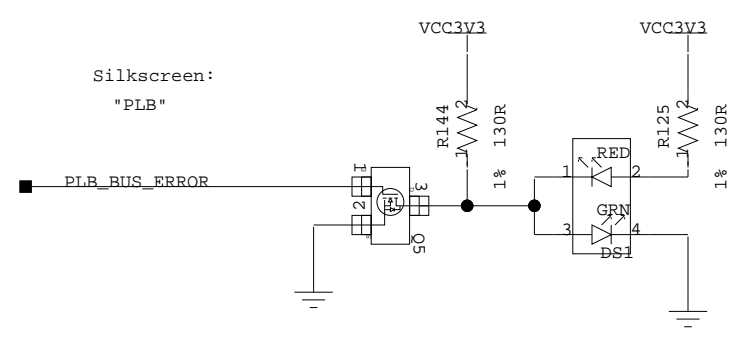 VCC3V3
VCC3V3
Silkscreen:
"PLB"
R144
2
1
130R
1%
R125
2
1
130R
1%
PLB_BUS_ERROR
1
2
3
Q5
RED
1
2
GRN
3
4
DS1